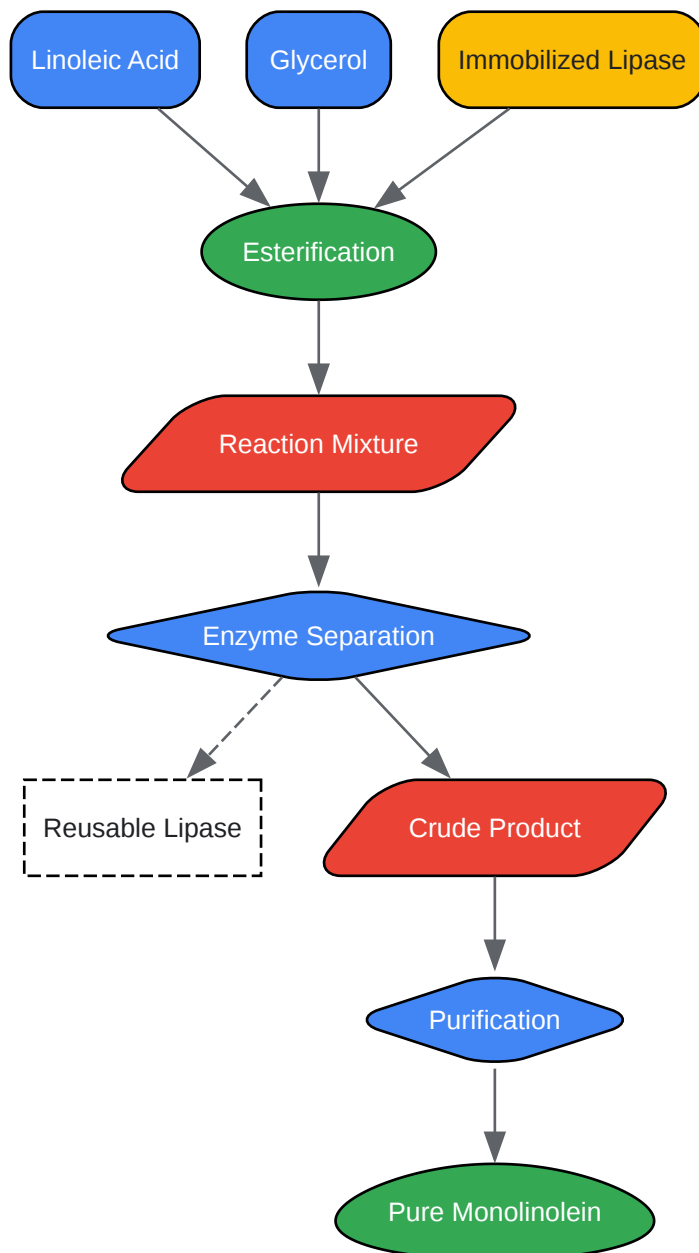 Linoleic Acid
Glycerol
Immobilized Lipase
Esterification
Reaction Mixture
Enzyme Separation
Reusable Lipase
Crude Product
Purification
Pure Monolinolein